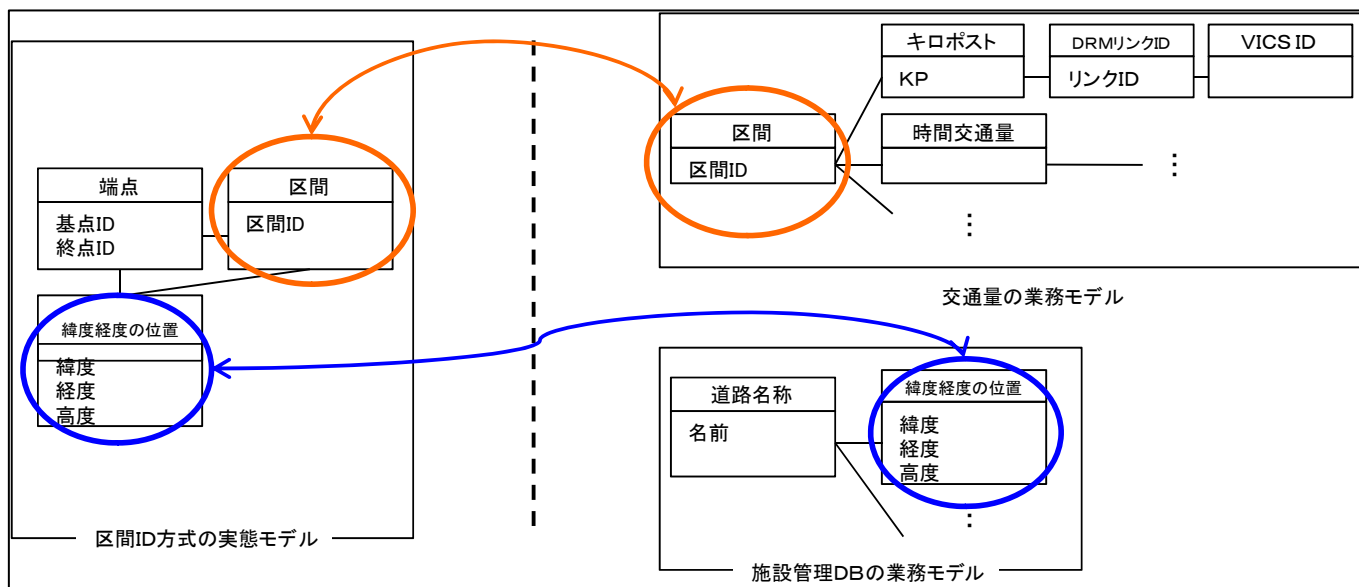 端点
基点ID
終点ID
区間
区間ID
緯度経度の位置
緯度
経度
高度
区間ID方式の実態モデル
キロポスト
KP
DRMリンクID
リンクID
VICS ID
区間
区間ID
時間交通量
⋮
⋮
交通量の業務モデル
道路名称
名前
緯度経度の位置
緯度
経度
高度
⋮
施設管理DBの業務モデル